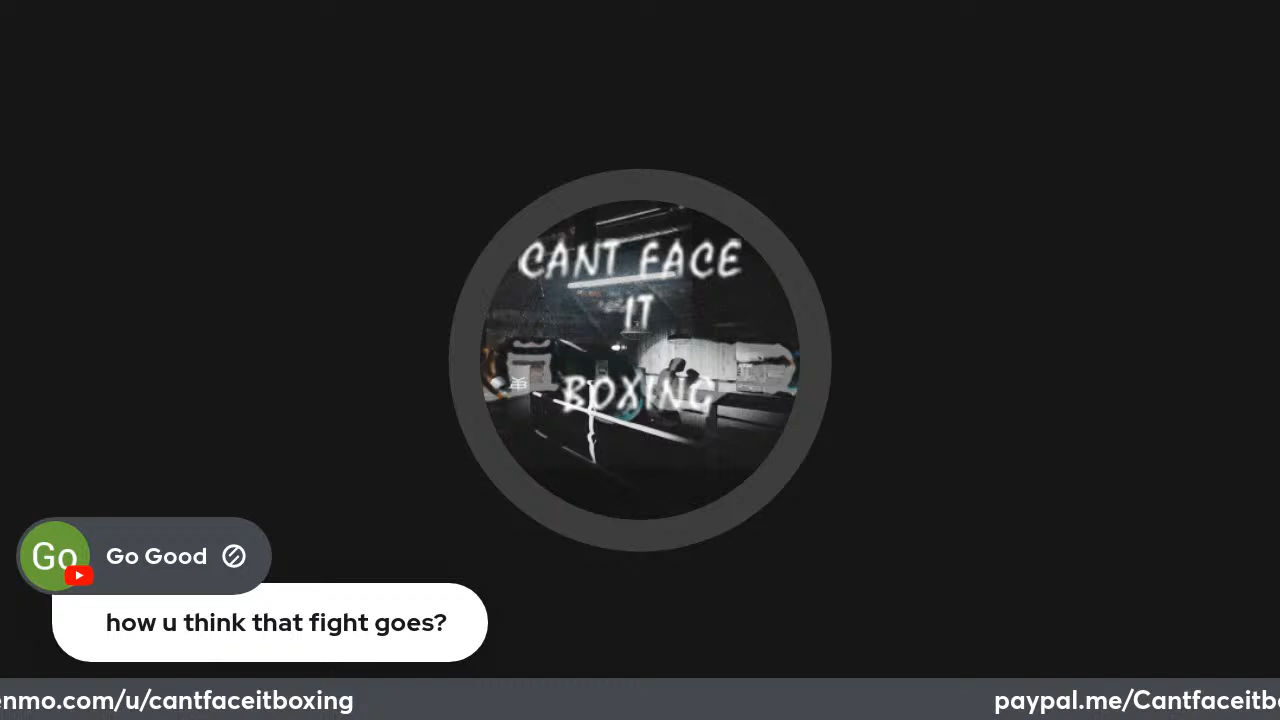 CANT FACE
IT
BOXING
Go
Go Good
how u think that fight goes?
enmo.com/u/cantfaceitboxing
paypal.me/Cantfaceitbo